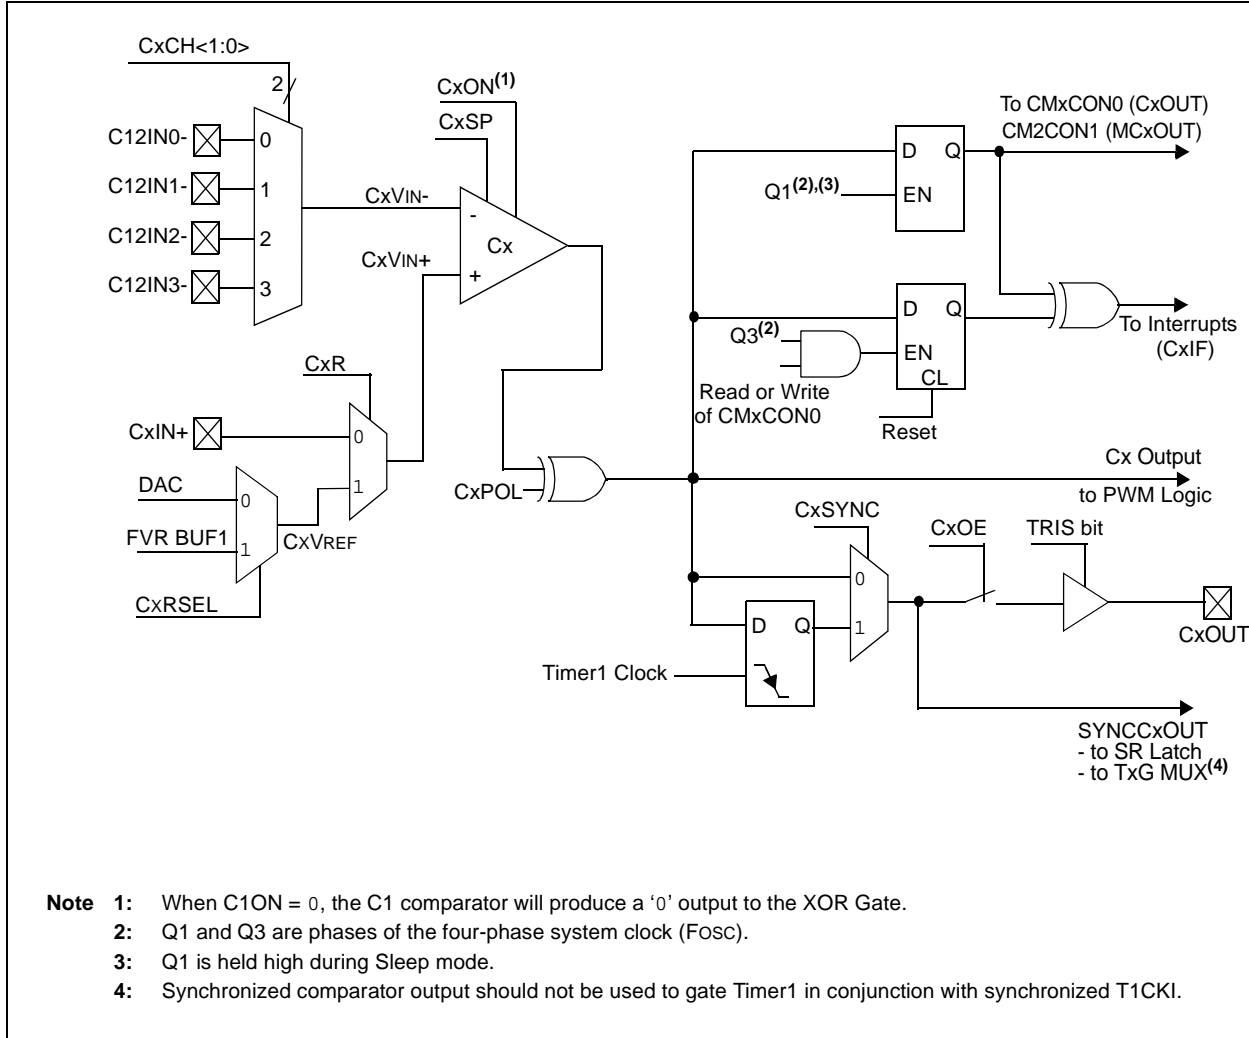 CxCH<1:0>
2
C12IN0-
0
C12IN1-
1
C12IN2-
2
C12IN3-
3
CxON(1)
CxSP
CxVIN-
-
Cx
CxVIN+
+
CxR
CxIN+
0
1
DAC
0
FVR BUF1
1
CXVREF
CXRSEL
CxPOL
To CMxCON0 (CxOUT)
CM2CON1 (MCxOUT)
D
Q
Q1(2),(3)
EN
D
Q
Q3(2)
EN
CL
Read or Write
of CMxCON0
Reset
To Interrupts
(CxIF)
Cx Output
to PWM Logic
CxSYNC
CxOE
TRIS bit
0
1
D
Q
Timer1 Clock
CxOUT
SYNCCxOUT
- to SR Latch
- to TxG MUX(4)
Note 1: When C1ON = 0, the C1 comparator will produce a ‘0’ output to the XOR Gate.
2: Q1 and Q3 are phases of the four-phase system clock (FOSC).
3: Q1 is held high during Sleep mode.
4: Synchronized comparator output should not be used to gate Timer1 in conjunction with synchronized T1CKI.